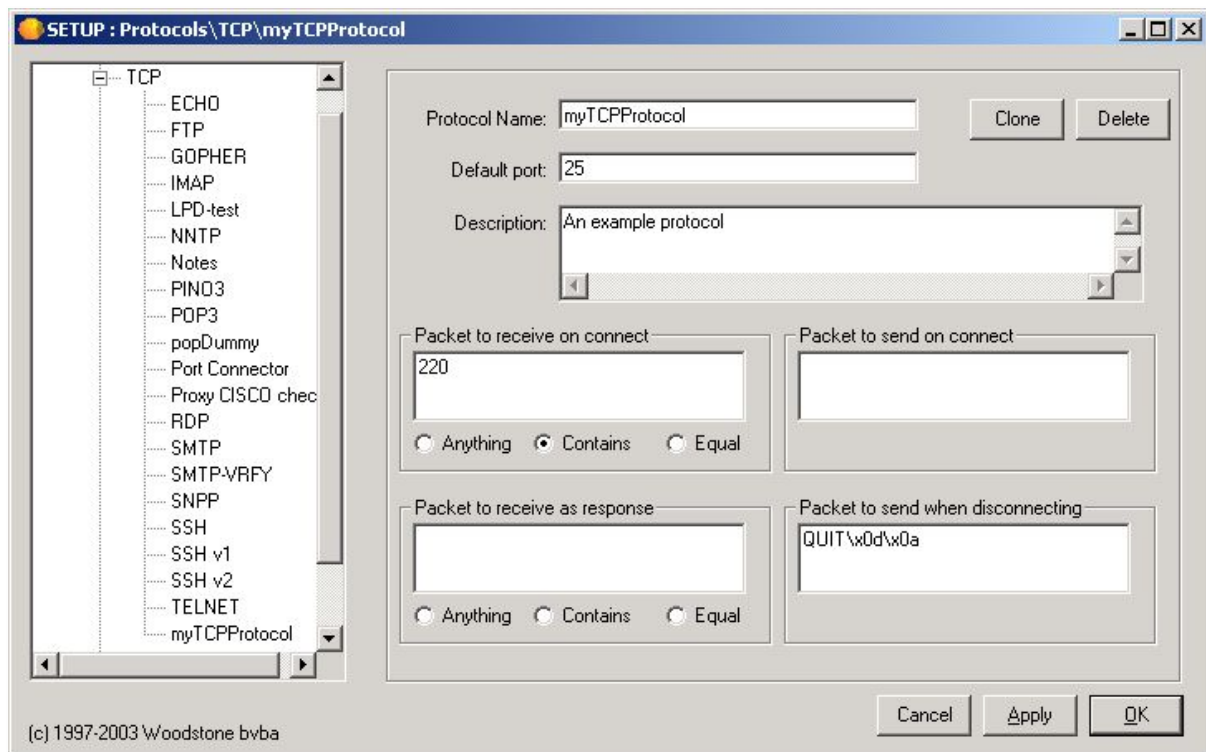 SETUP : Protocols\TCP\myTCPProtocol
TCP
ECHO
FTP
GOPHER
IMAP
LPD-test
NNTP
Notes
PINO3
POP3
popDummy
Port Connector
Proxy CISCO chec
RDP
SMTP
SMTP-VRFY
SNPP
SSH
SSH v1
SSH v2
TELNET
myTCPProtocol
Protocol Name: myTCPProtocol
Clone
Delete
Default port: 25
Description: An example protocol
Packet to receive on connect
220
Anything Contains Equal
Packet to send on connect
Packet to receive as response
Anything Contains Equal
Packet to send when disconnecting
QUIT\x0d\x0a
Cancel
Apply
OK
(c) 1997-2003 Woodstone bvba